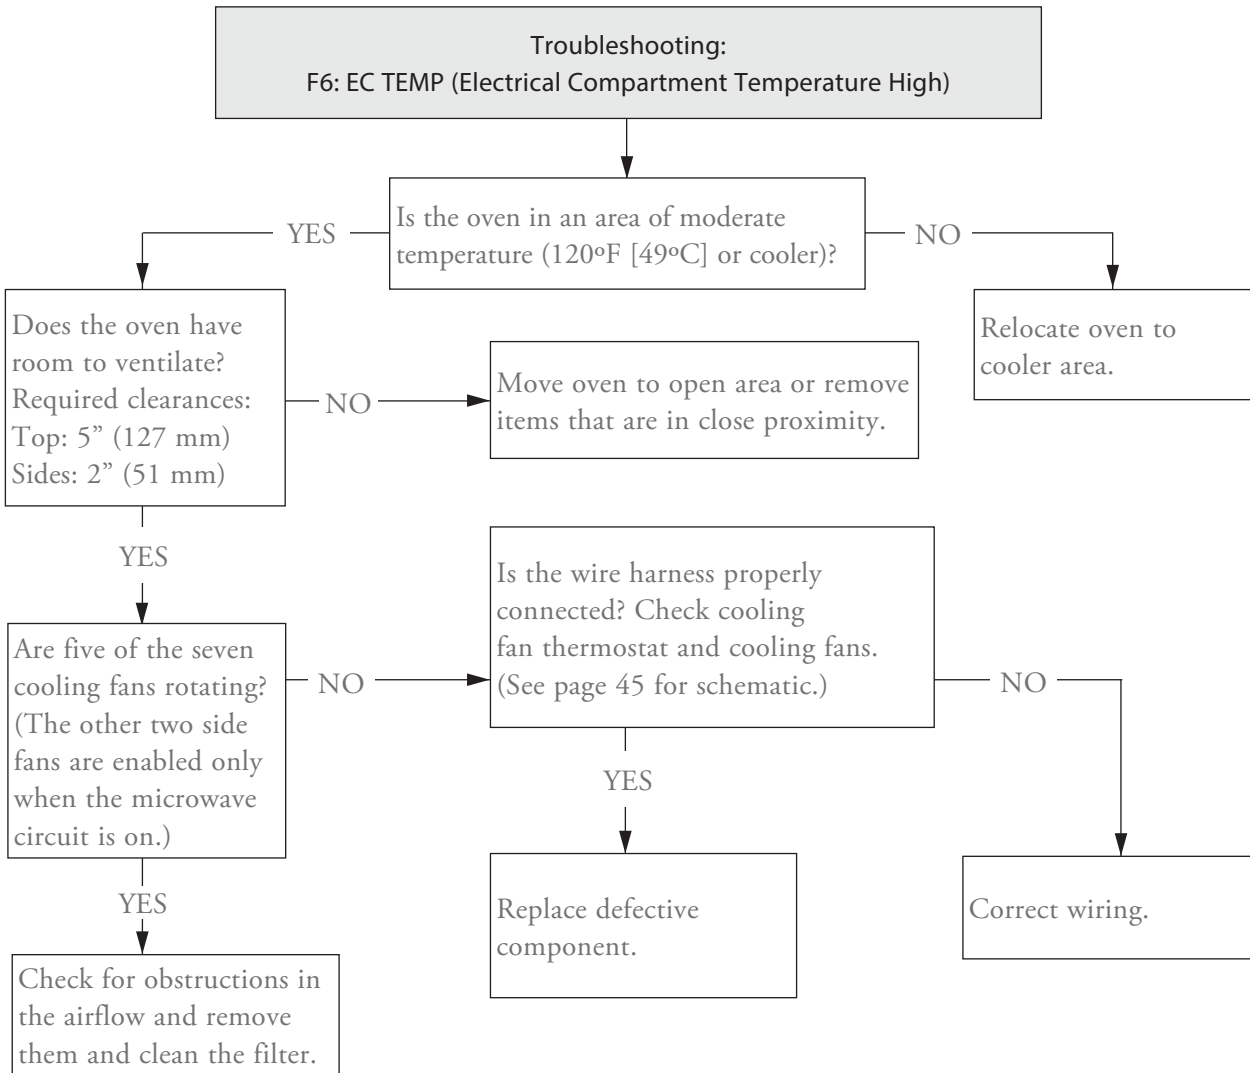 Troubleshooting:
F6: EC TEMP (Electrical Compartment Temperature High)
Is the oven in an area of moderate
temperature (120ºF [49ºC] or cooler)?
YES
NO
Does the oven have
room to ventilate?
Required clearances:
Top: 5” (127 mm)
Sides: 2” (51 mm)
Relocate oven to
cooler area.
NO
Move oven to open area or remove
items that are in close proximity.
YES
Are five of the seven
cooling fans rotating?
(The other two side
fans are enabled only
when the microwave
circuit is on.)
NO
Is the wire harness properly
connected? Check cooling
fan thermostat and cooling fans.
(See page 45 for schematic.)
NO
YES
YES
Replace defective
component.
Correct wiring.
Check for obstructions in
the airflow and remove
them and clean the filter.